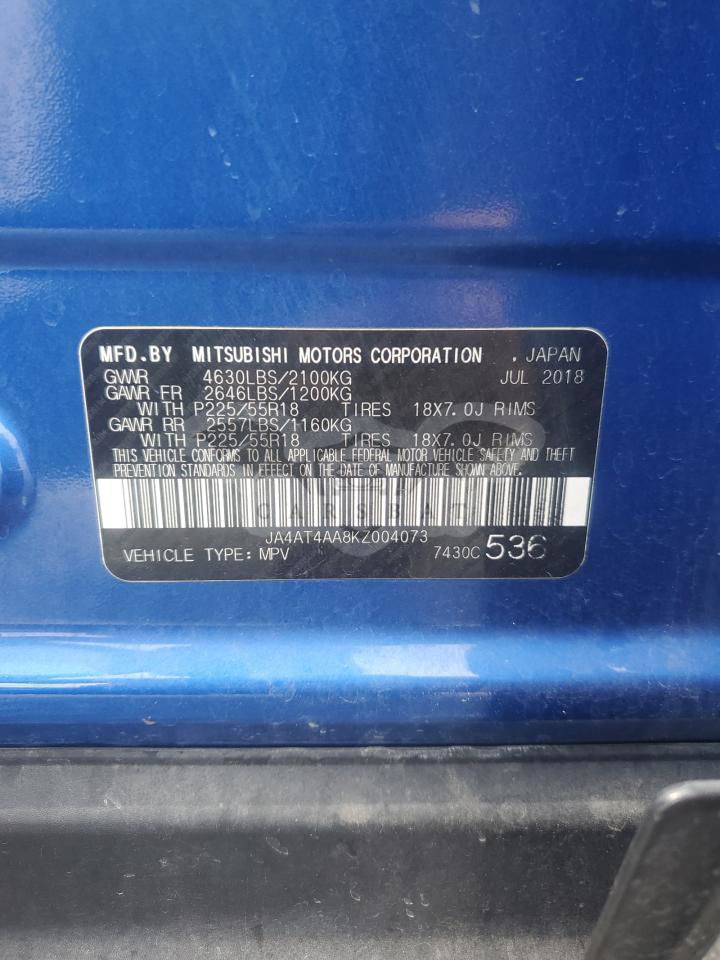 MFD.BY MITSUBISHI MOTORS CORPORATION , JAPAN
GVWR 4630LBS/2100KG JUL 2018
GAWR FR 2646LBS/1200KG
WITH P225/55R18 TIRES 18X7.0J RIMS
GAWR RR 2557LBS/1160KG
WITH P225/55R18 TIRES 18X7.0J RIMS
THIS VEHICLE CONFORMS TO ALL APPLICABLE FEDERAL MOTOR VEHICLE SAFETY AND THEFT
PREVENTION STANDARDS IN EFFECT ON THE DATE OF MANUFACTURE SHOWN ABOVE.
CARSBAT
JA4AT4AA8KZ004073
VEHICLE TYPE: MPV 7430C 536